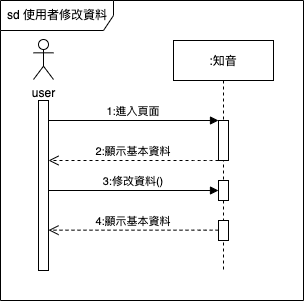 sd 使用者修改資料
:知音
user
1:進入頁面
2:顯示基本資料
3:修改資料()
4:顯示基本資料